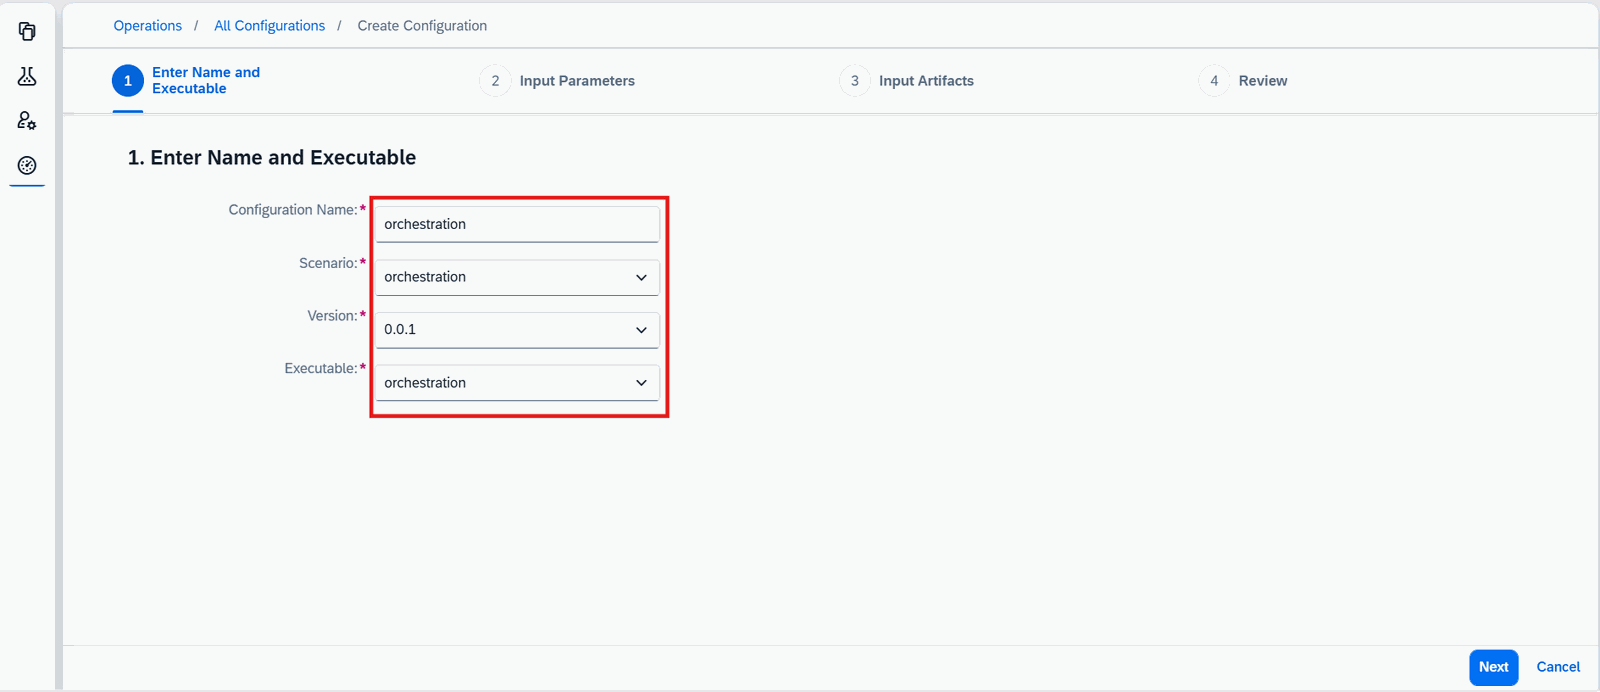 Operations / All Configurations / Create Configuration
1 Enter Name and
Executable
2 Input Parameters
3 Input Artifacts
4 Review
1. Enter Name and Executable
Configuration Name:* orchestration
Scenario:* orchestration
Version:* 0.0.1
Executable:* orchestration
Next Cancel